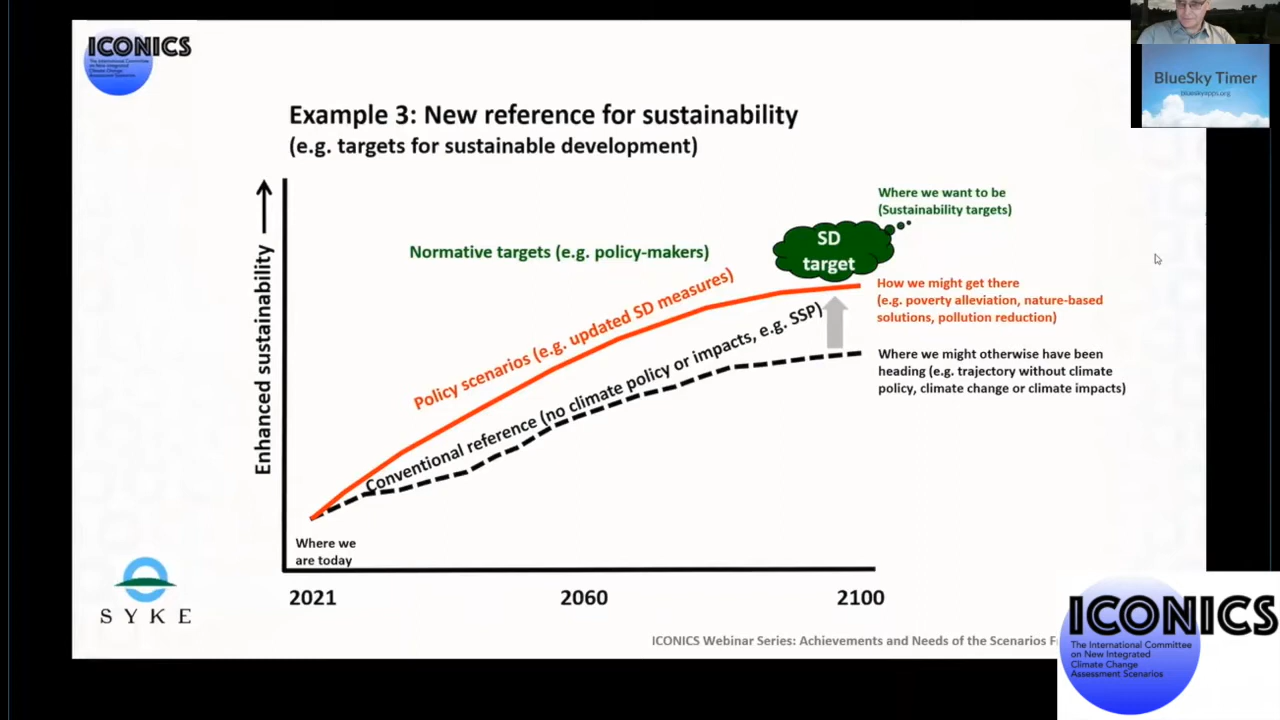 ICONICS
The International Committee
on New Integrated
Climate Change
Assessment Scenarios
BlueSky Timer
blueskyapps.org
Example 3: New reference for sustainability
(e.g. targets for sustainable development)
Enhanced sustainability
Where we want to be
(Sustainability targets)
Normative targets (e.g. policy-makers)
SD
target
Policy scenarios (e.g. updated SD measures)
How we might get there
(e.g. poverty alleviation, nature-based
solutions, pollution reduction)
Conventional reference (no climate policy or impacts, e.g. SSP)
Where we might otherwise have been
heading (e.g. trajectory without climate
policy, climate change or climate impacts)
Where we
are today
2021
2060
2100
SYKE
ICONICS Webinar Series: Achievements and Needs of the Scenarios F
ICONICS
The International Committee
on New Integrated
Climate Change
Assessment Scenarios